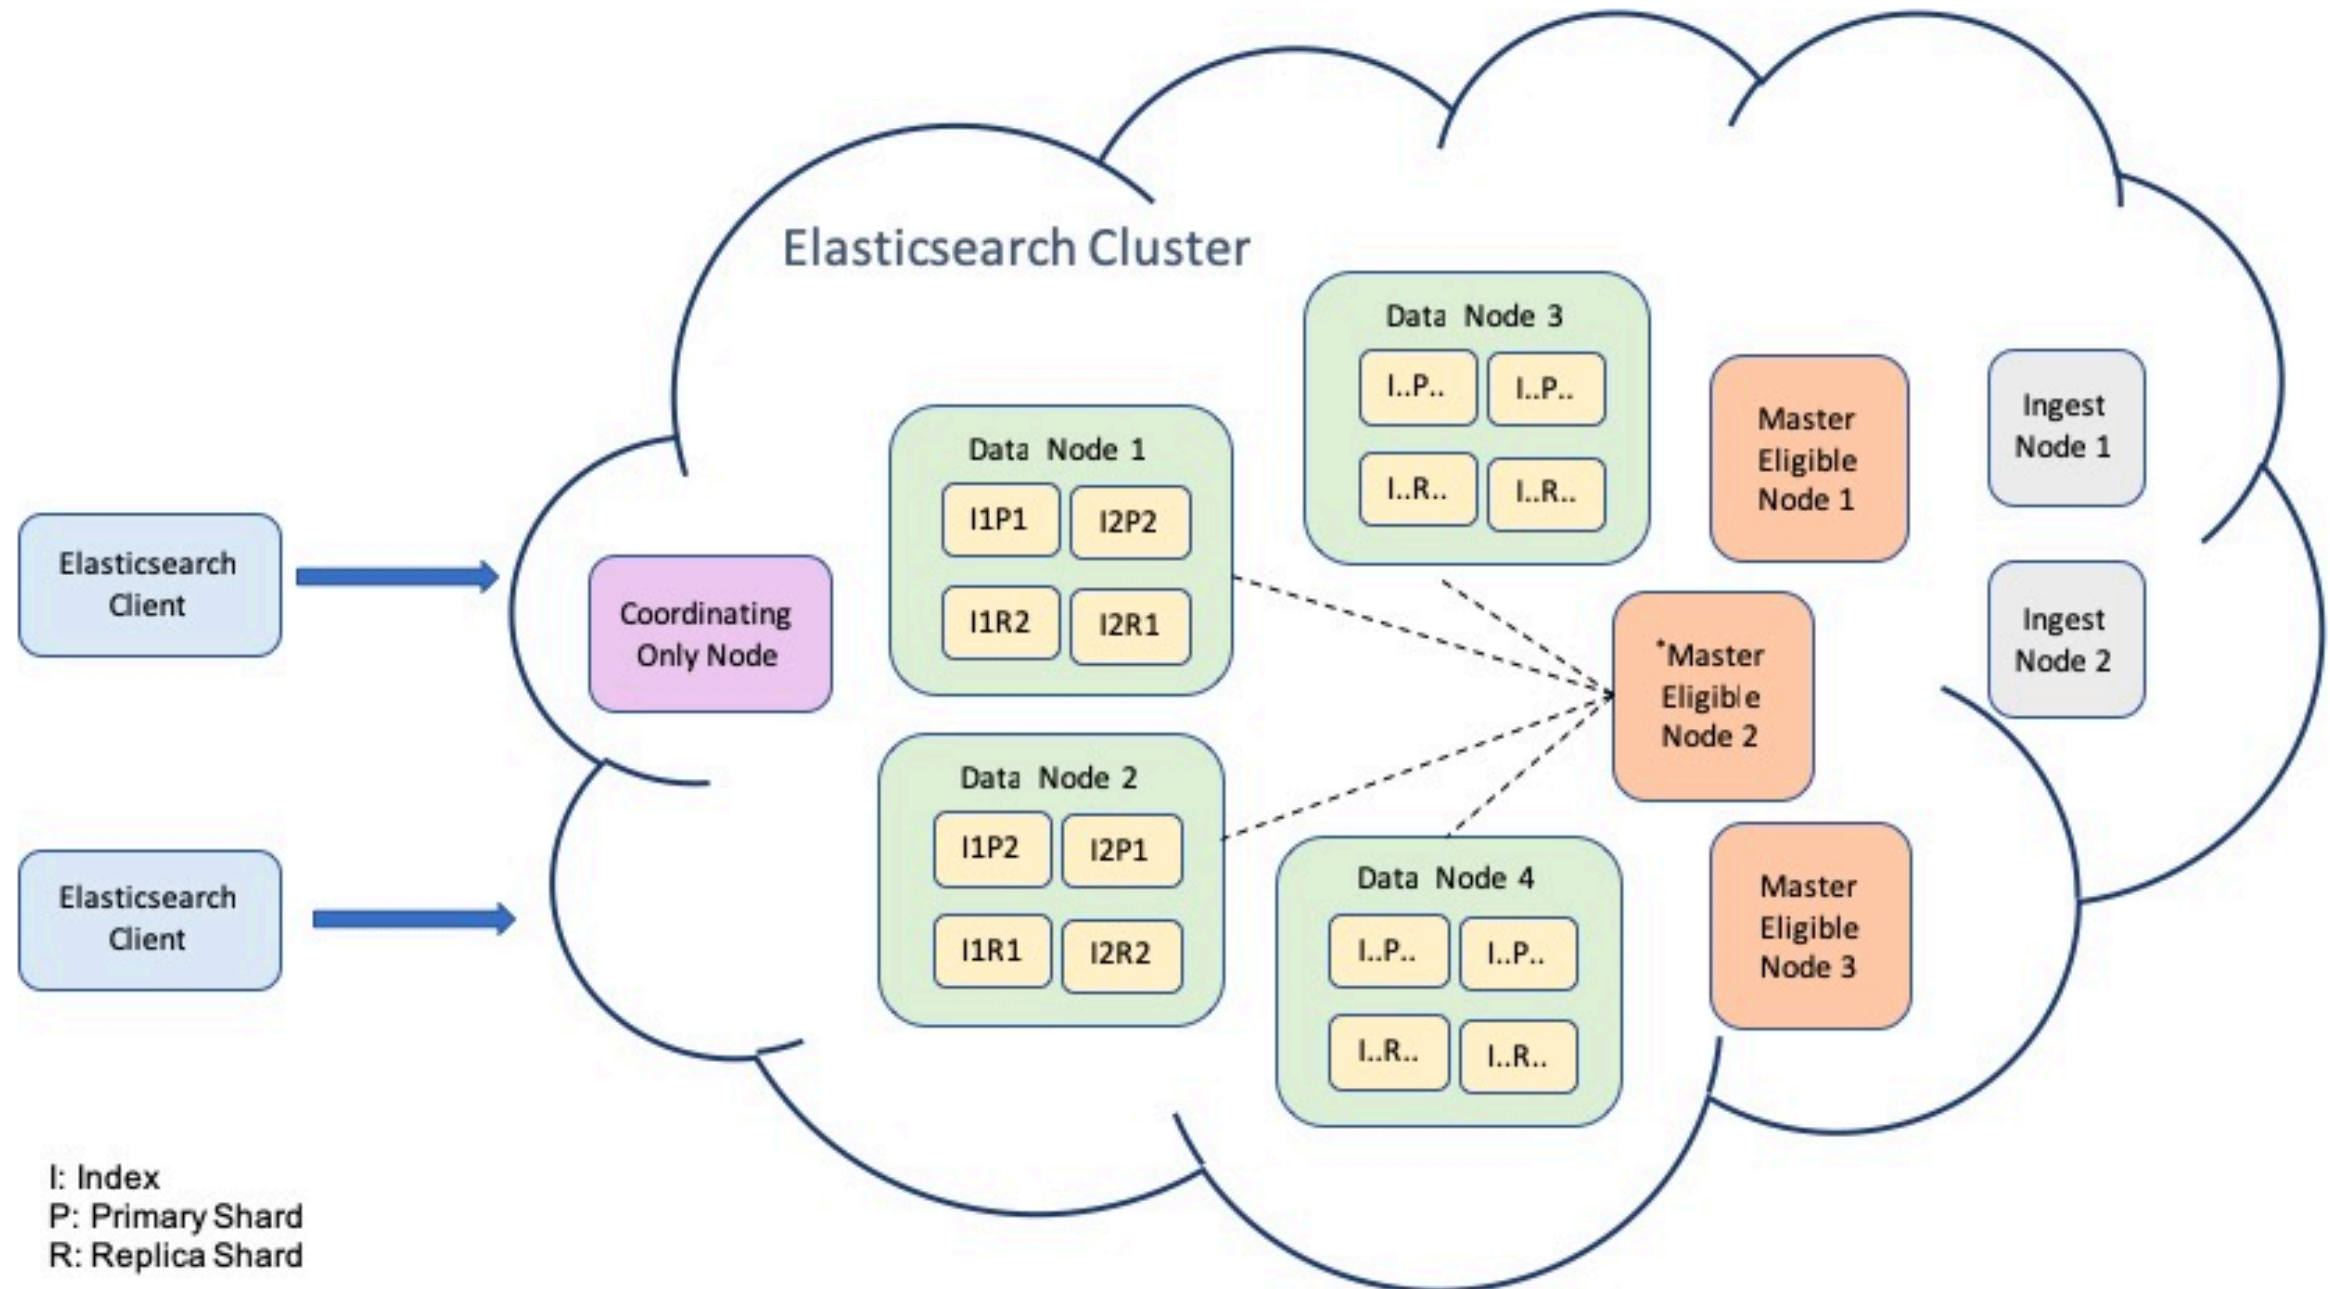 Elasticsearch Cluster
Elasticsearch
Client
Elasticsearch
Client
Coordinating
Only Node
Data Node 1
I1P1
I2P2
I1R2
I2R1
Data Node 2
I1P2
I2P1
I1R1
I2R2
Data Node 3
I..P..
I..P..
I..R..
I..R..
Data Node 4
I..P..
I..P..
I..R..
I..R..
Master
Eligible
Node 1
*Master
Eligible
Node 2
Master
Eligible
Node 3
Ingest
Node 1
Ingest
Node 2
I: Index
P: Primary Shard
R: Replica Shard